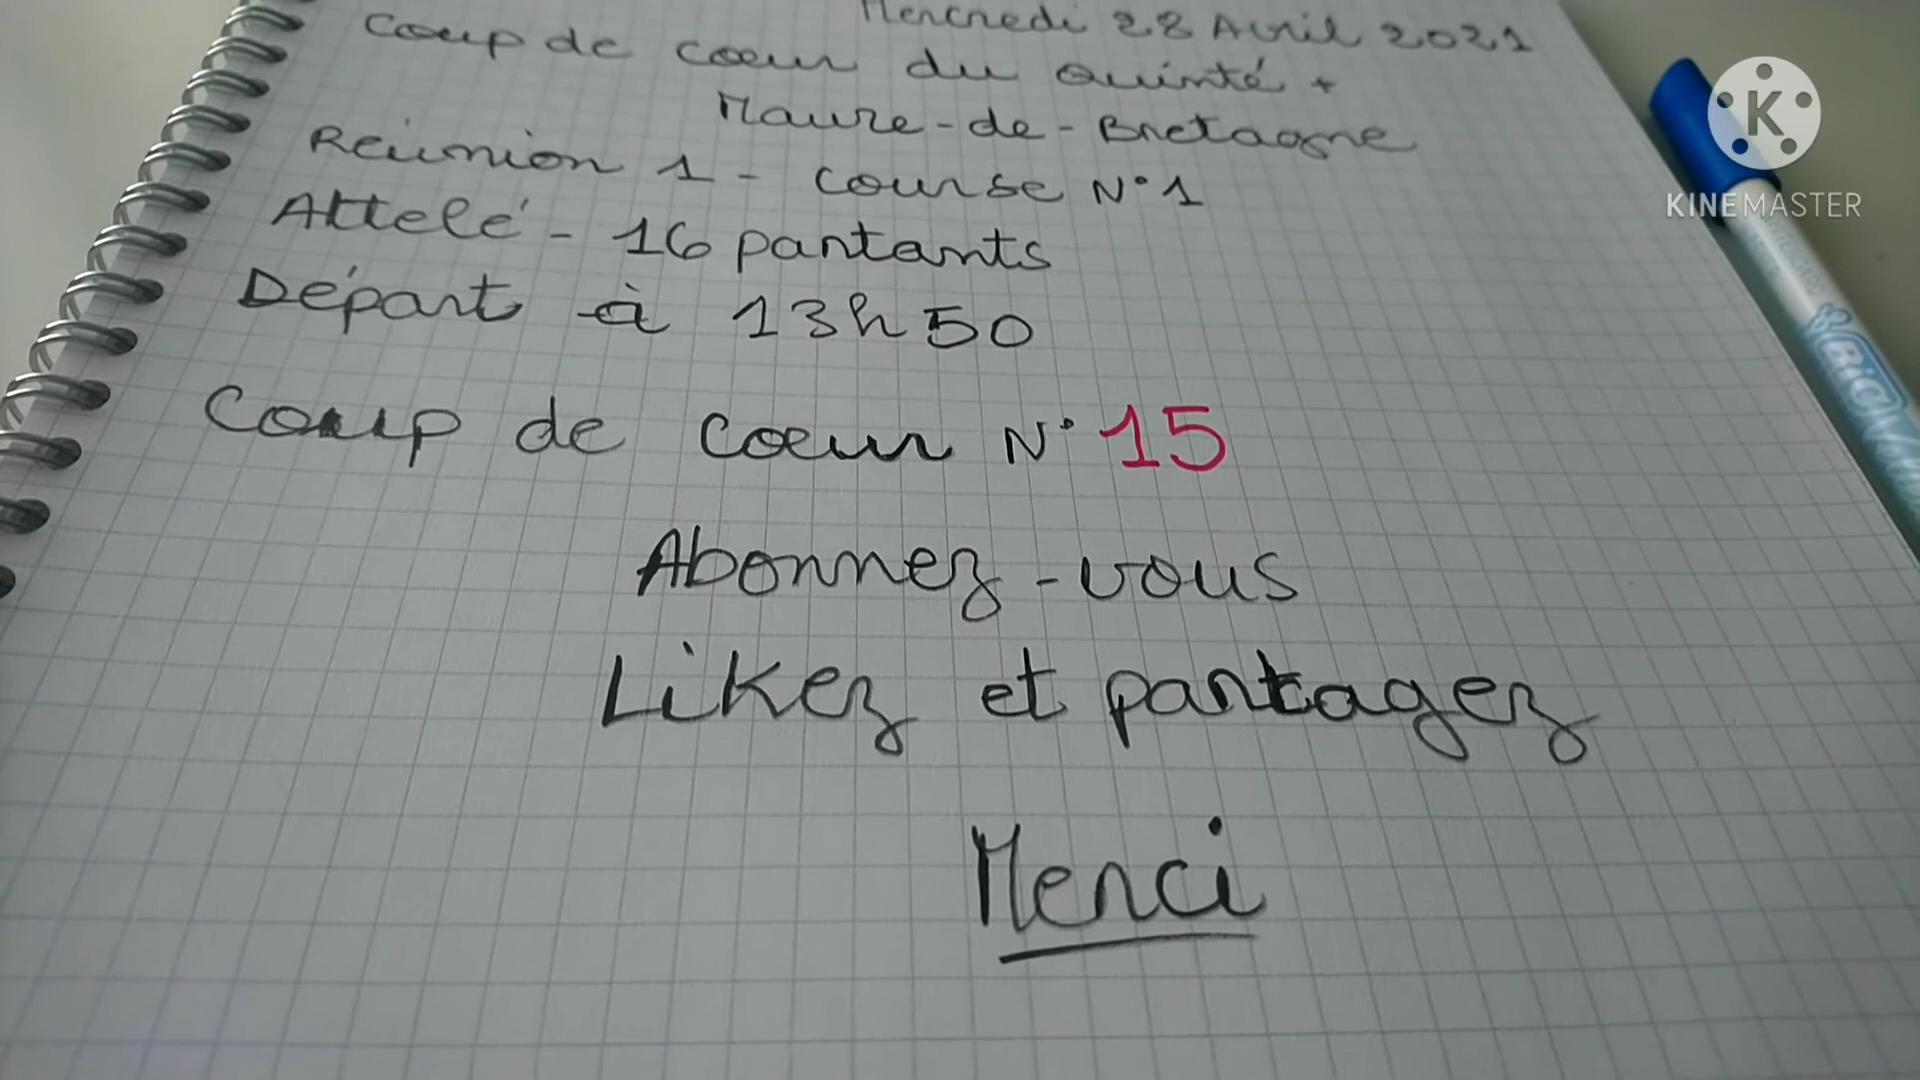 Mercredi 28 Avril 2021
Coup de coeur du Quinté +
Maure-de-Bretagne
Réunion 1 - Course N°1
Attelé - 16 partants
Départ à 13h50
Coup de coeur N° 15
Abonnez-vous
Likez et partagez
Merci
K
KINEMASTER
BIC